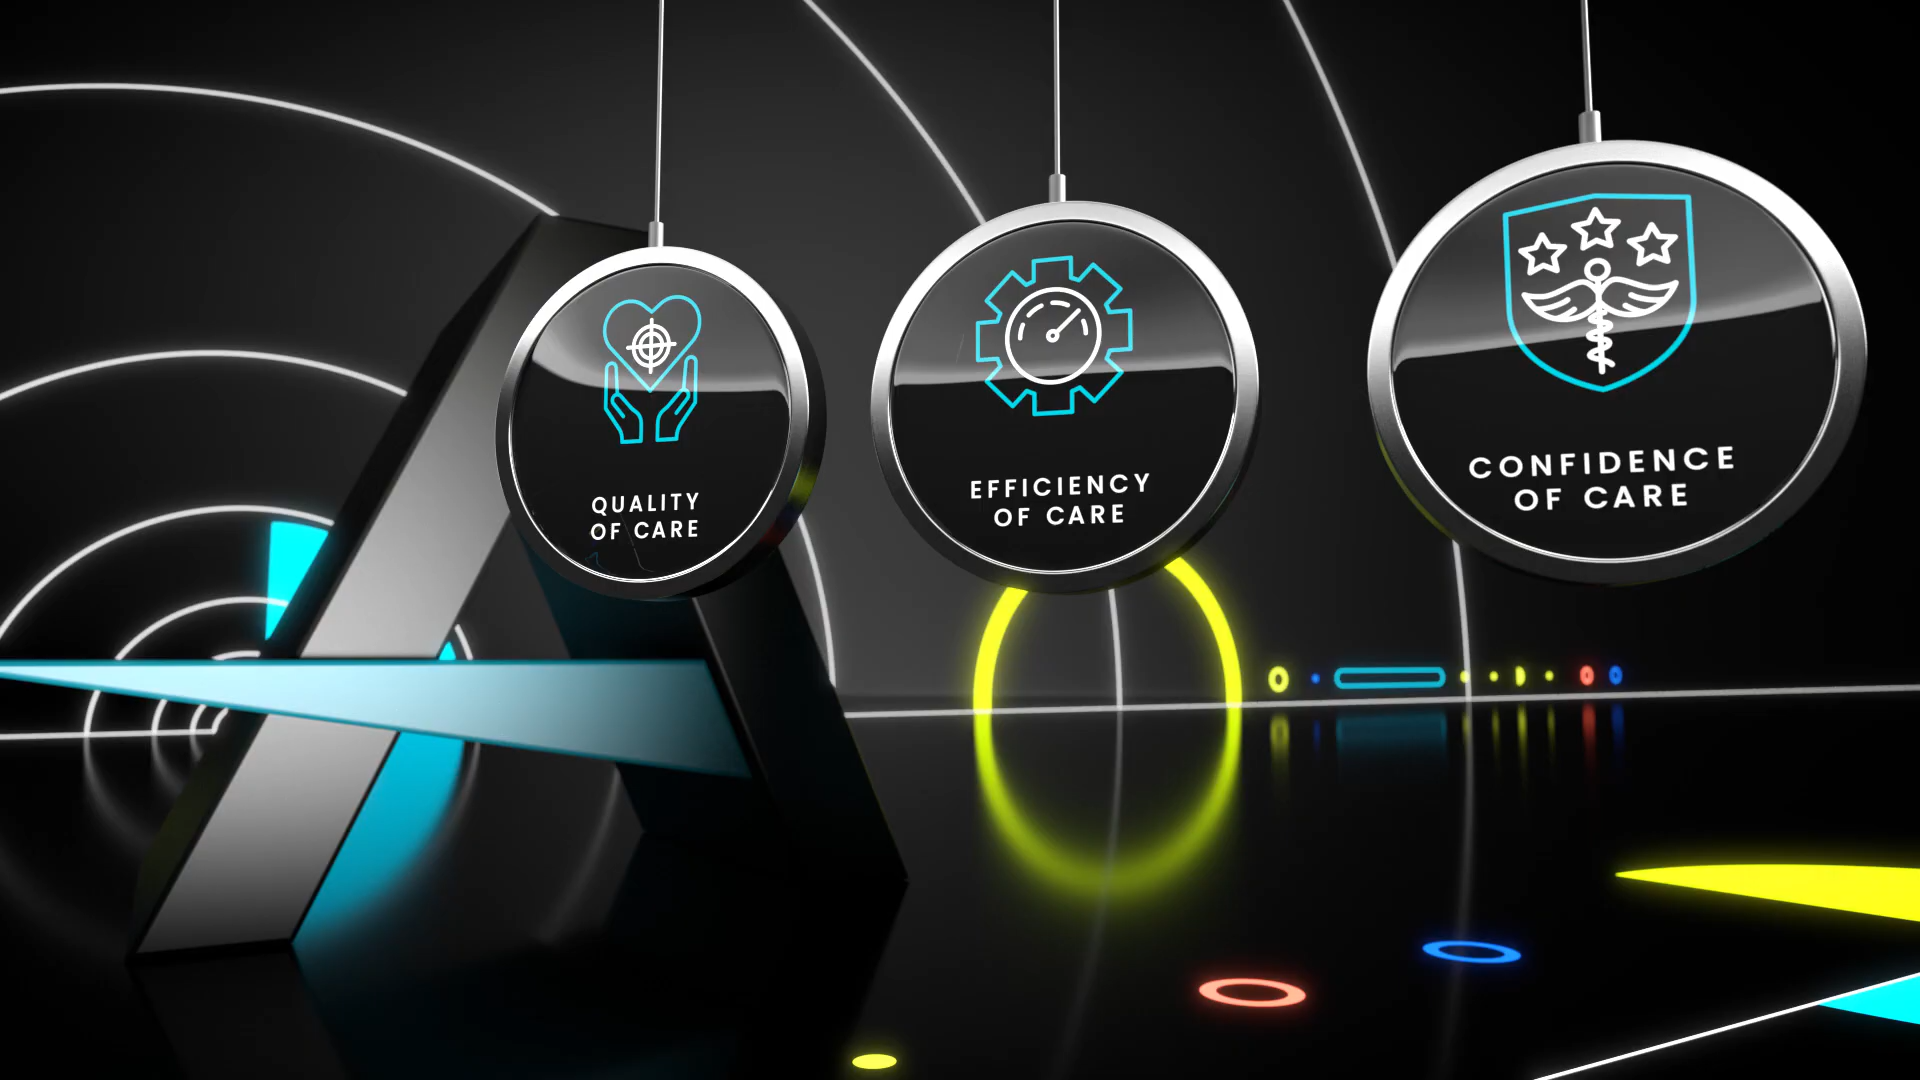 QUALITY
OF CARE
EFFICIENCY
OF CARE
CONFIDENCE
OF CARE